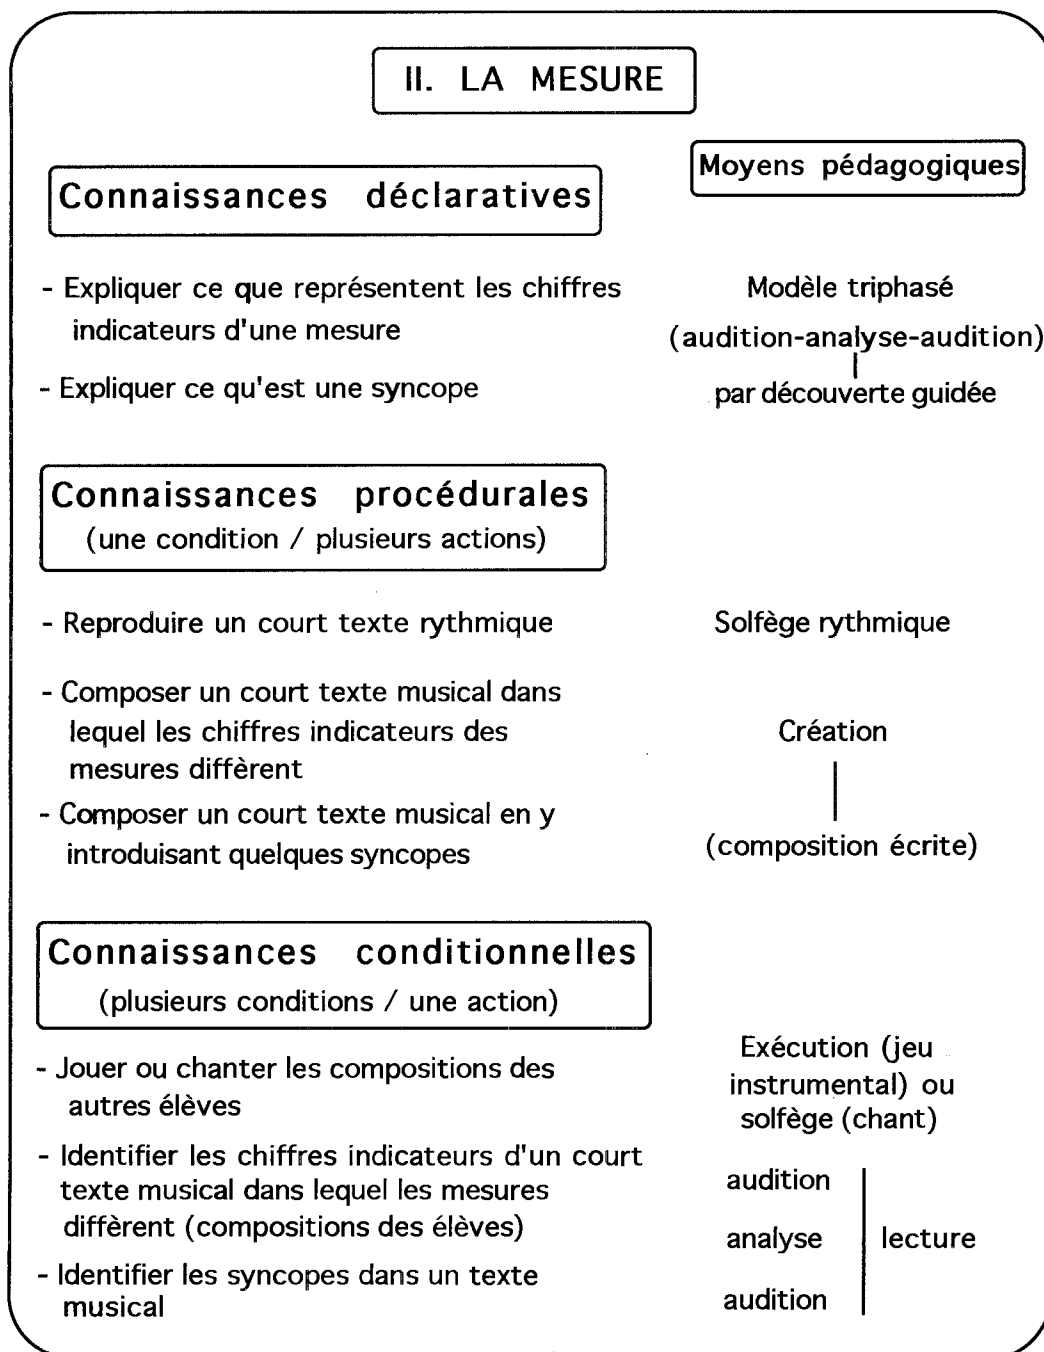 II. LA MESURE
Moyens pédagogiques
Connaissances déclaratives
- Expliquer ce que représentent les chiffres
indicateurs d'une mesure
Modèle triphasé
(audition-analyse-audition)
- Expliquer ce qu'est une syncope
par découverte guidée
Connaissances procédurales
(une condition / plusieurs actions)
- Reproduire un court texte rythmique
Solfège rythmique
- Composer un court texte musical dans
lequel les chiffres indicateurs des
mesures diffèrent
Création
- Composer un court texte musical en y
introduisant quelques syncopes
(composition écrite)
Connaissances conditionnelles
(plusieurs conditions / une action)
- Jouer ou chanter les compositions des
autres élèves
Exécution (jeu
instrumental) ou
solfège (chant)
- Identifier les chiffres indicateurs d'un court
texte musical dans lequel les mesures
diffèrent (compositions des élèves)
- Identifier les syncopes dans un texte
musical
audition
analyse
lecture
audition